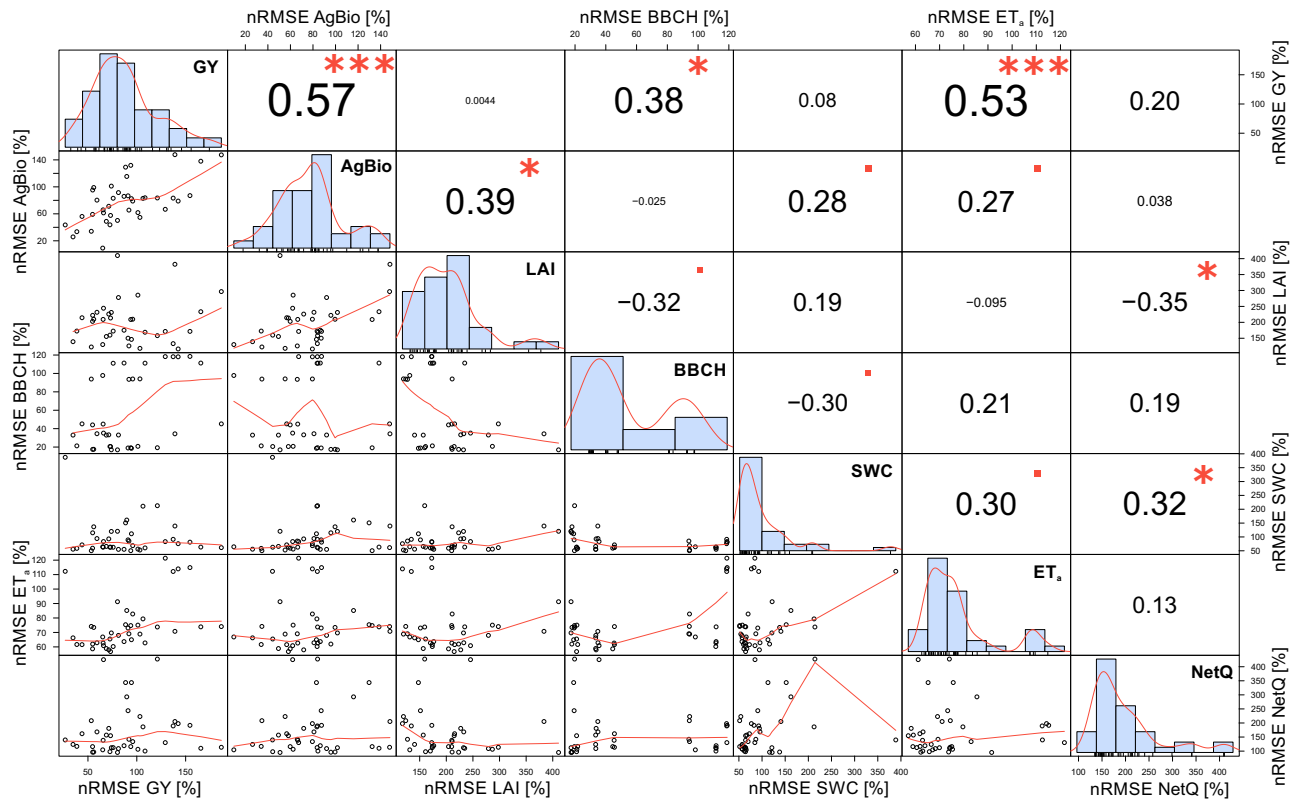 nRMSE AgBio [%] nRMSE BBCH [%] nRMSE ETa [%]
20 40 60 80 100 120 140 20 40 60 80 100 120 60 70 80 90 100 110 120
GY 0.57 *** 0.0044 0.38 * 0.08 0.53 *** 0.20
50 100 150
nRMSE GY [%]
nRMSE AgBio [%]
20 60 100 140
AgBio 0.39 * −0.025 0.28 0.27 0.038
LAI −0.32 0.19 −0.095 −0.35 *
150 200 250 300 350 400
nRMSE LAI [%]
nRMSE BBCH [%]
20 40 60 80 100 120
BBCH −0.30 0.21 0.19
SWC 0.30 0.32 *
50 100 150 200 250 300 350 400
nRMSE SWC [%]
nRMSE ETa [%]
60 70 80 90 100 110 120
ETa 0.13
NetQ
100 150 200 250 300 350 400
nRMSE NetQ [%]
50 100 150 150 200 250 300 350 400 50 100 200 300 400 100 150 200 250 300 350 400
nRMSE GY [%] nRMSE LAI [%] nRMSE SWC [%] nRMSE NetQ [%]